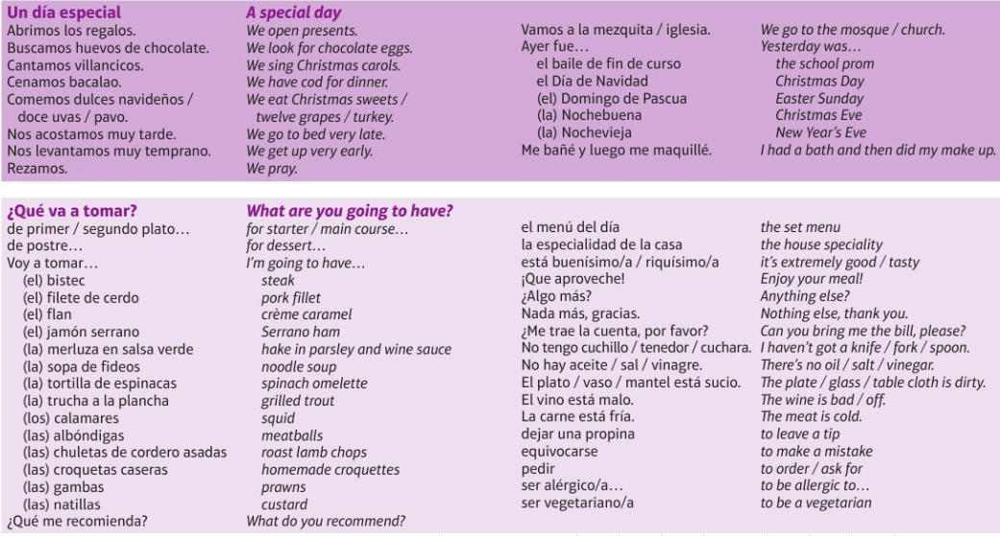 Un día especial A special day
Abrimos los regalos. We open presents.
Buscamos huevos de chocolate. We look for chocolate eggs.
Cantamos villancicos. We sing Christmas carols.
Cenamos bacalao. We have cod for dinner.
Comemos dulces navideños / We eat Christmas sweets /
doce uvas / pavo. twelve grapes / turkey.
Nos acostamos muy tarde. We go to bed very late.
Nos levantamos muy temprano. We get up very early.
Rezamos. We pray.
Vamos a la mezquita / iglesia. We go to the mosque / church.
Ayer fue… Yesterday was…
el baile de fin de curso the school prom
el Día de Navidad Christmas Day
(el) Domingo de Pascua Easter Sunday
(la) Nochebuena Christmas Eve
(la) Nochevieja New Year's Eve
Me bañé y luego me maquillé. I had a bath and then did my make up.
¿Qué va a tomar? What are you going to have?
de primer / segundo plato… for starter / main course…
de postre… for dessert…
Voy a tomar… I'm going to have…
(el) bistec steak
(el) filete de cerdo pork fillet
(el) flan crème caramel
(el) jamón serrano Serrano ham
(la) merluza en salsa verde hake in parsley and wine sauce
(la) sopa de fideos noodle soup
(la) tortilla de espinacas spinach omelette
(la) trucha a la plancha grilled trout
(los) calamares squid
(las) albóndigas meatballs
(las) chuletas de cordero asadas roast lamb chops
(las) croquetas caseras homemade croquettes
(las) gambas prawns
(las) natillas custard
¿Qué me recomienda? What do you recommend?
el menú del día the set menu
la especialidad de la casa the house speciality
está buenísimo/a / riquísimo/a it's extremely good / tasty
¡Que aproveche! Enjoy your meal!
¿Algo más? Anything else?
Nada más, gracias. Nothing else, thank you.
¿Me trae la cuenta, por favor? Can you bring me the bill, please?
No tengo cuchillo / tenedor / cuchara. I haven't got a knife / fork / spoon.
No hay aceite / sal / vinagre. There's no oil / salt / vinegar.
El plato / vaso / mantel está sucio. The plate / glass / table cloth is dirty.
El vino está malo. The wine is bad / off.
La carne está fría. The meat is cold.
dejar una propina to leave a tip
equivocarse to make a mistake
pedir to order / ask for
ser alérgico/a… to be allergic to…
ser vegetariano/a to be a vegetarian